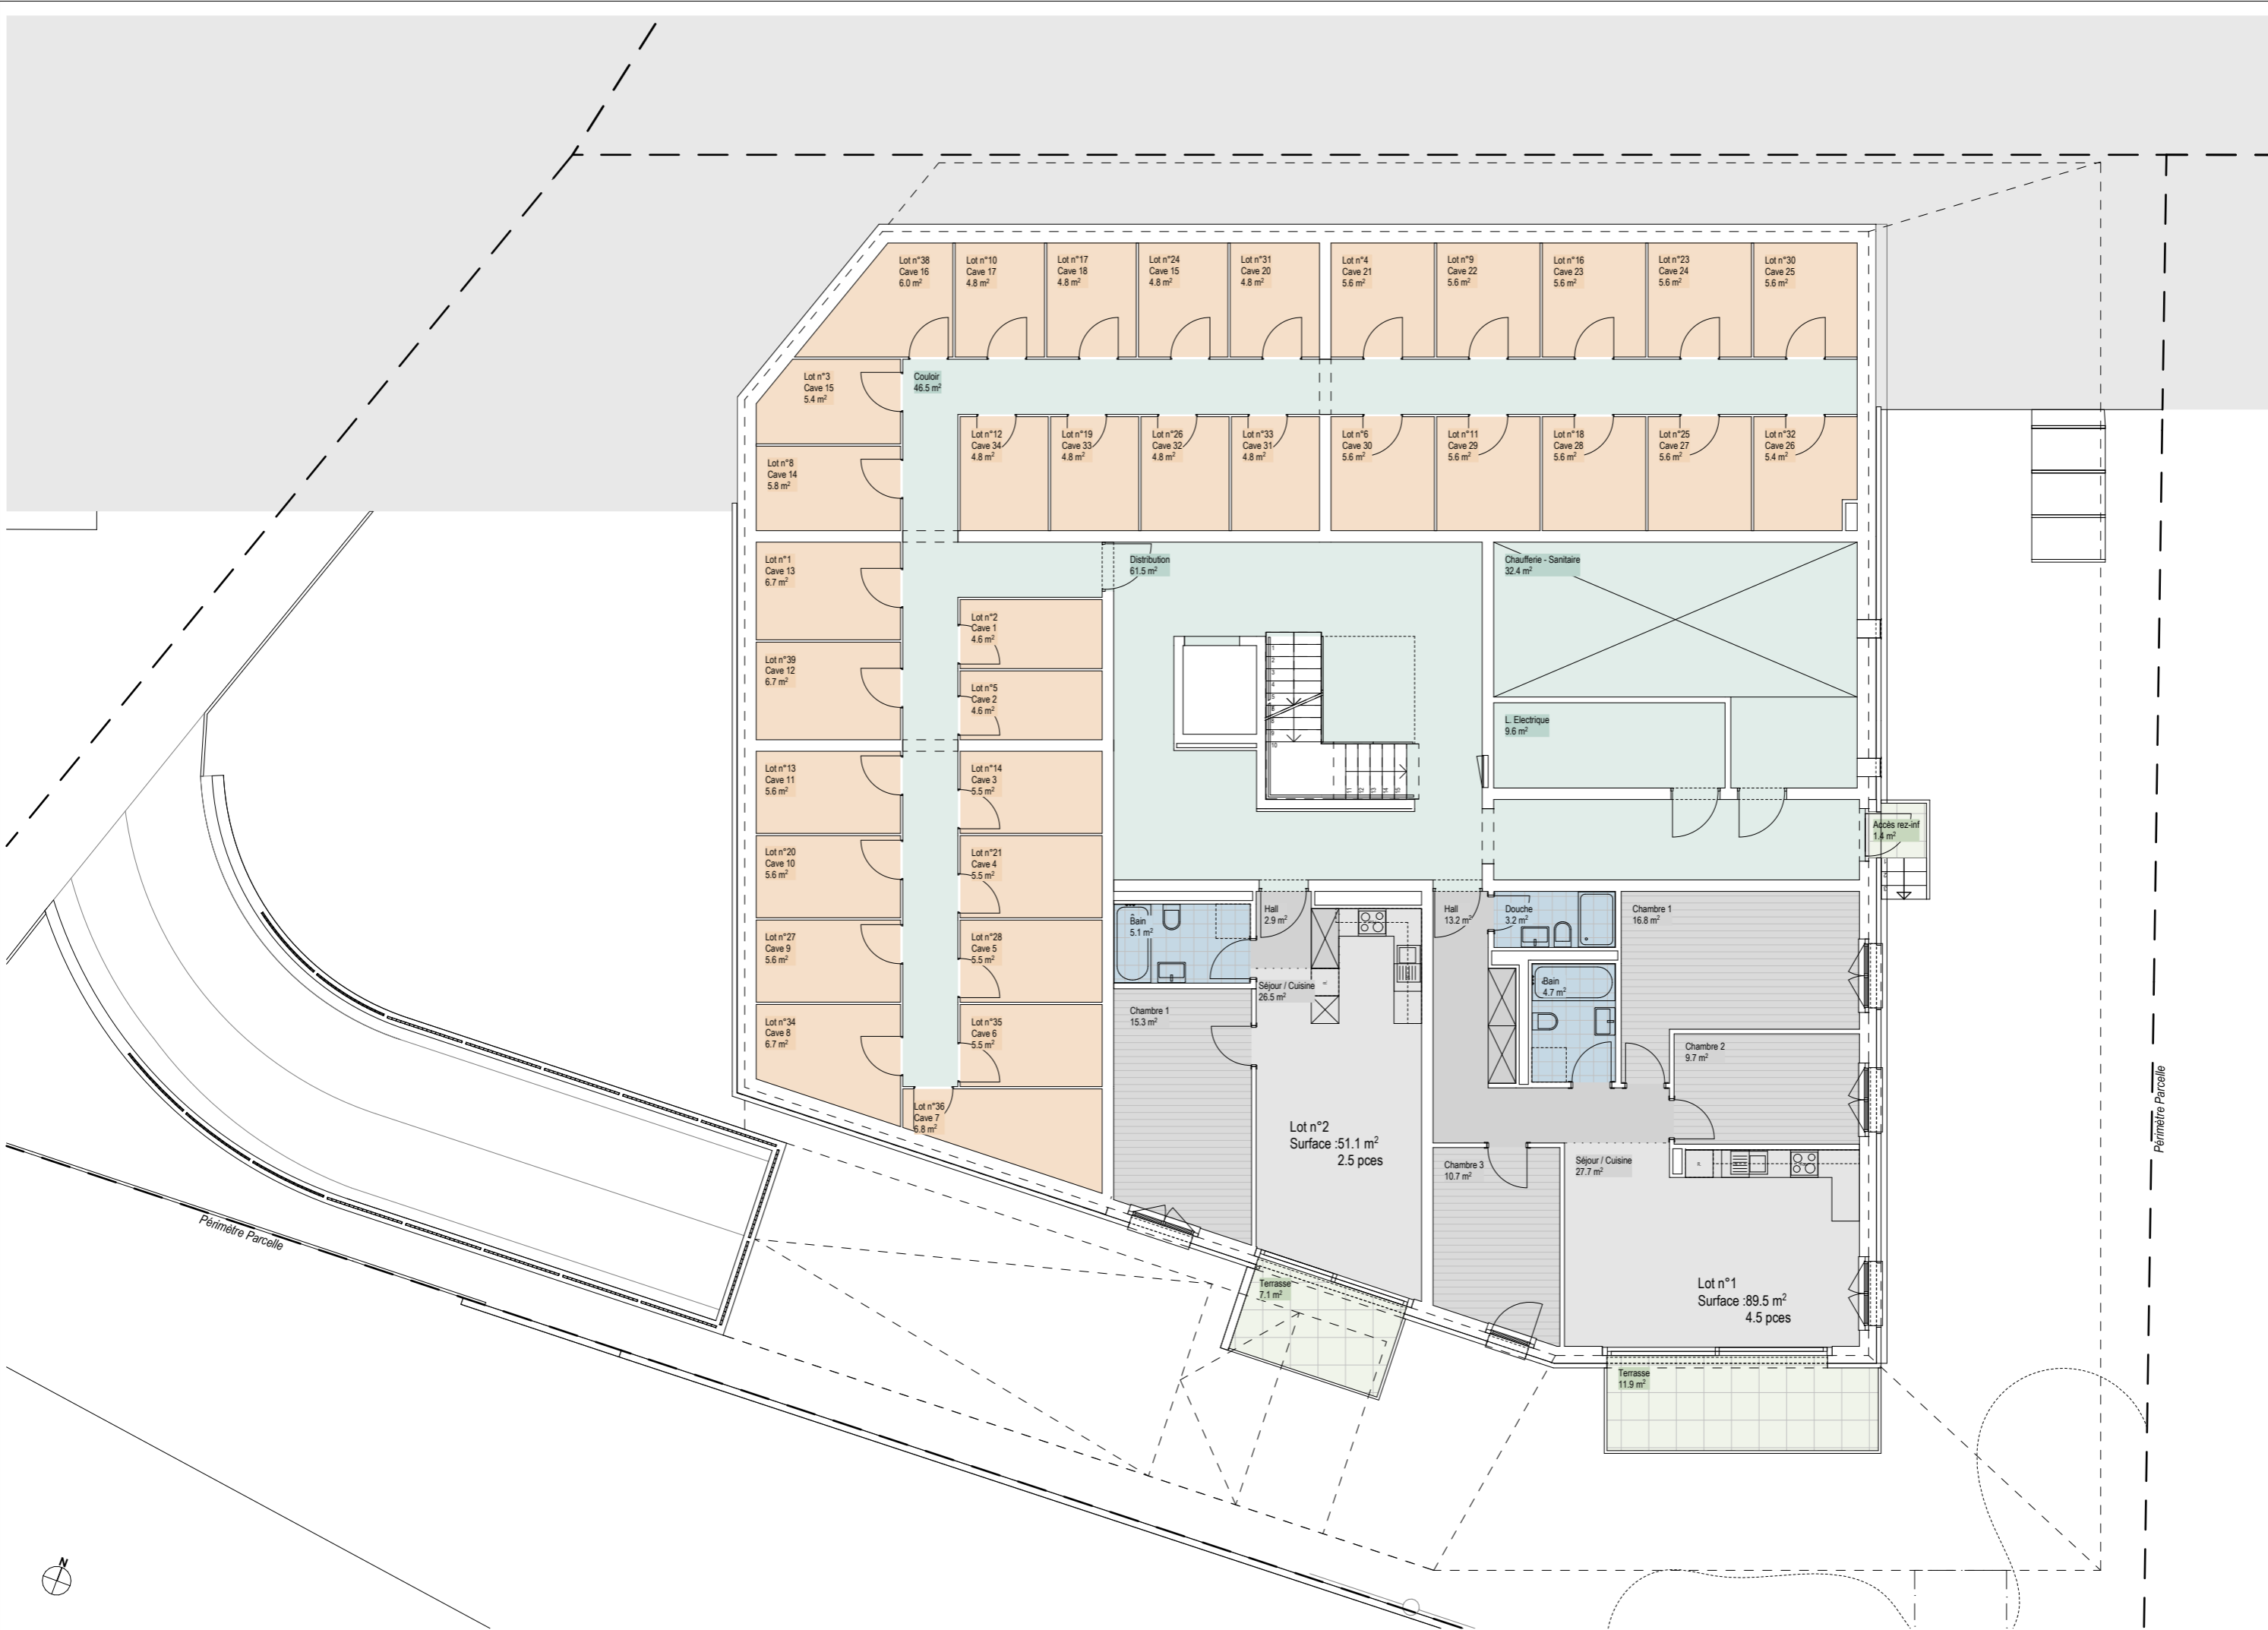 Lot n°38
Cave 16
6.0 m²
Lot n°10
Cave 17
4.8 m²
Lot n°17
Cave 18
4.8 m²
Lot n°24
Cave 15
4.8 m²
Lot n°31
Cave 20
4.8 m²
Lot n°4
Cave 21
5.6 m²
Lot n°9
Cave 22
5.6 m²
Lot n°16
Cave 23
5.6 m²
Lot n°23
Cave 24
5.6 m²
Lot n°30
Cave 25
5.6 m²
Lot n°3
Cave 15
5.4 m²
Couloir
46.5 m²
Lot n°8
Cave 14
5.8 m²
Lot n°12
Cave 34
4.8 m²
Lot n°19
Cave 33
4.8 m²
Lot n°26
Cave 32
4.8 m²
Lot n°33
Cave 31
4.8 m²
Lot n°6
Cave 30
5.6 m²
Lot n°11
Cave 29
5.6 m²
Lot n°18
Cave 28
5.6 m²
Lot n°25
Cave 27
5.6 m²
Lot n°32
Cave 26
5.4 m²
Lot n°1
Cave 13
6.7 m²
Distribution
61.5 m²
Chaufferie - Sanitaire
32.4 m²
Lot n°2
Cave 1
4.6 m²
Lot n°39
Cave 12
6.7 m²
Lot n°5
Cave 2
4.6 m²
L. Electrique
9.6 m²
Lot n°13
Cave 11
5.6 m²
Lot n°14
Cave 3
5.5 m²
Accès rez-inf
1.4 m²
Lot n°20
Cave 10
5.6 m²
Lot n°21
Cave 4
5.5 m²
Lot n°27
Cave 9
5.6 m²
Lot n°28
Cave 5
5.5 m²
Bain
5.1 m²
Hall
2.9 m²
Hall
13.2 m²
Douche
3.2 m²
Chambre 1
16.8 m²
Séjour / Cuisine
26.5 m²
Bain
4.7 m²
Lot n°34
Cave 8
6.7 m²
Lot n°35
Cave 6
5.5 m²
Chambre 1
15.3 m²
Chambre 2
9.7 m²
Lot n°36
Cave 7
6.8 m²
Lot n°2
Surface :51.1 m²
2.5 pces
Chambre 3
10.7 m²
Séjour / Cuisine
27.7 m²
Périmètre Parcelle
Périmètre Parcelle
Terrasse
7.1 m²
Lot n°1
Surface :89.5 m²
4.5 pces
Terrasse
11.9 m²
N